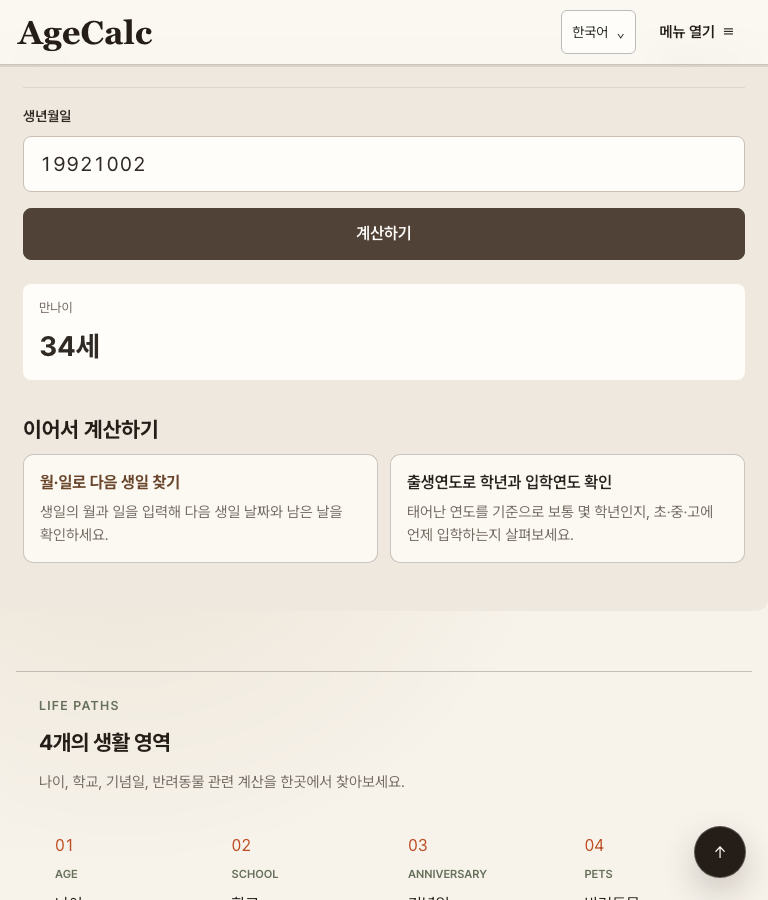 AgeCalc
한국어
메뉴 열기
생년월일
19921002
계산하기
만나이
34세
이어서 계산하기
월·일로 다음 생일 찾기
생일의 월과 일을 입력해 다음 생일 날짜와 남은 날을
확인하세요.
출생연도로 학년과 입학연도 확인
태어난 연도를 기준으로 보통 몇 학년인지, 초·중·고에
언제 입학하는지 살펴보세요.
LIFE PATHS
4개의 생활 영역
나이, 학교, 기념일, 반려동물 관련 계산을 한곳에서 찾아보세요.
01
AGE
02
SCHOOL
03
ANNIVERSARY
04
PETS